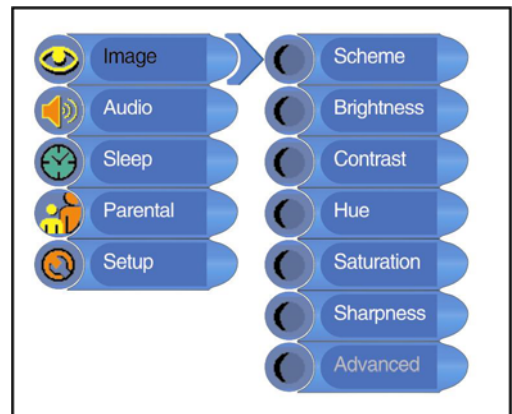 Image
Audio
Sleep
Parental
Setup
Scheme
Brightness
Contrast
Hue
Saturation
Sharpness
Advanced